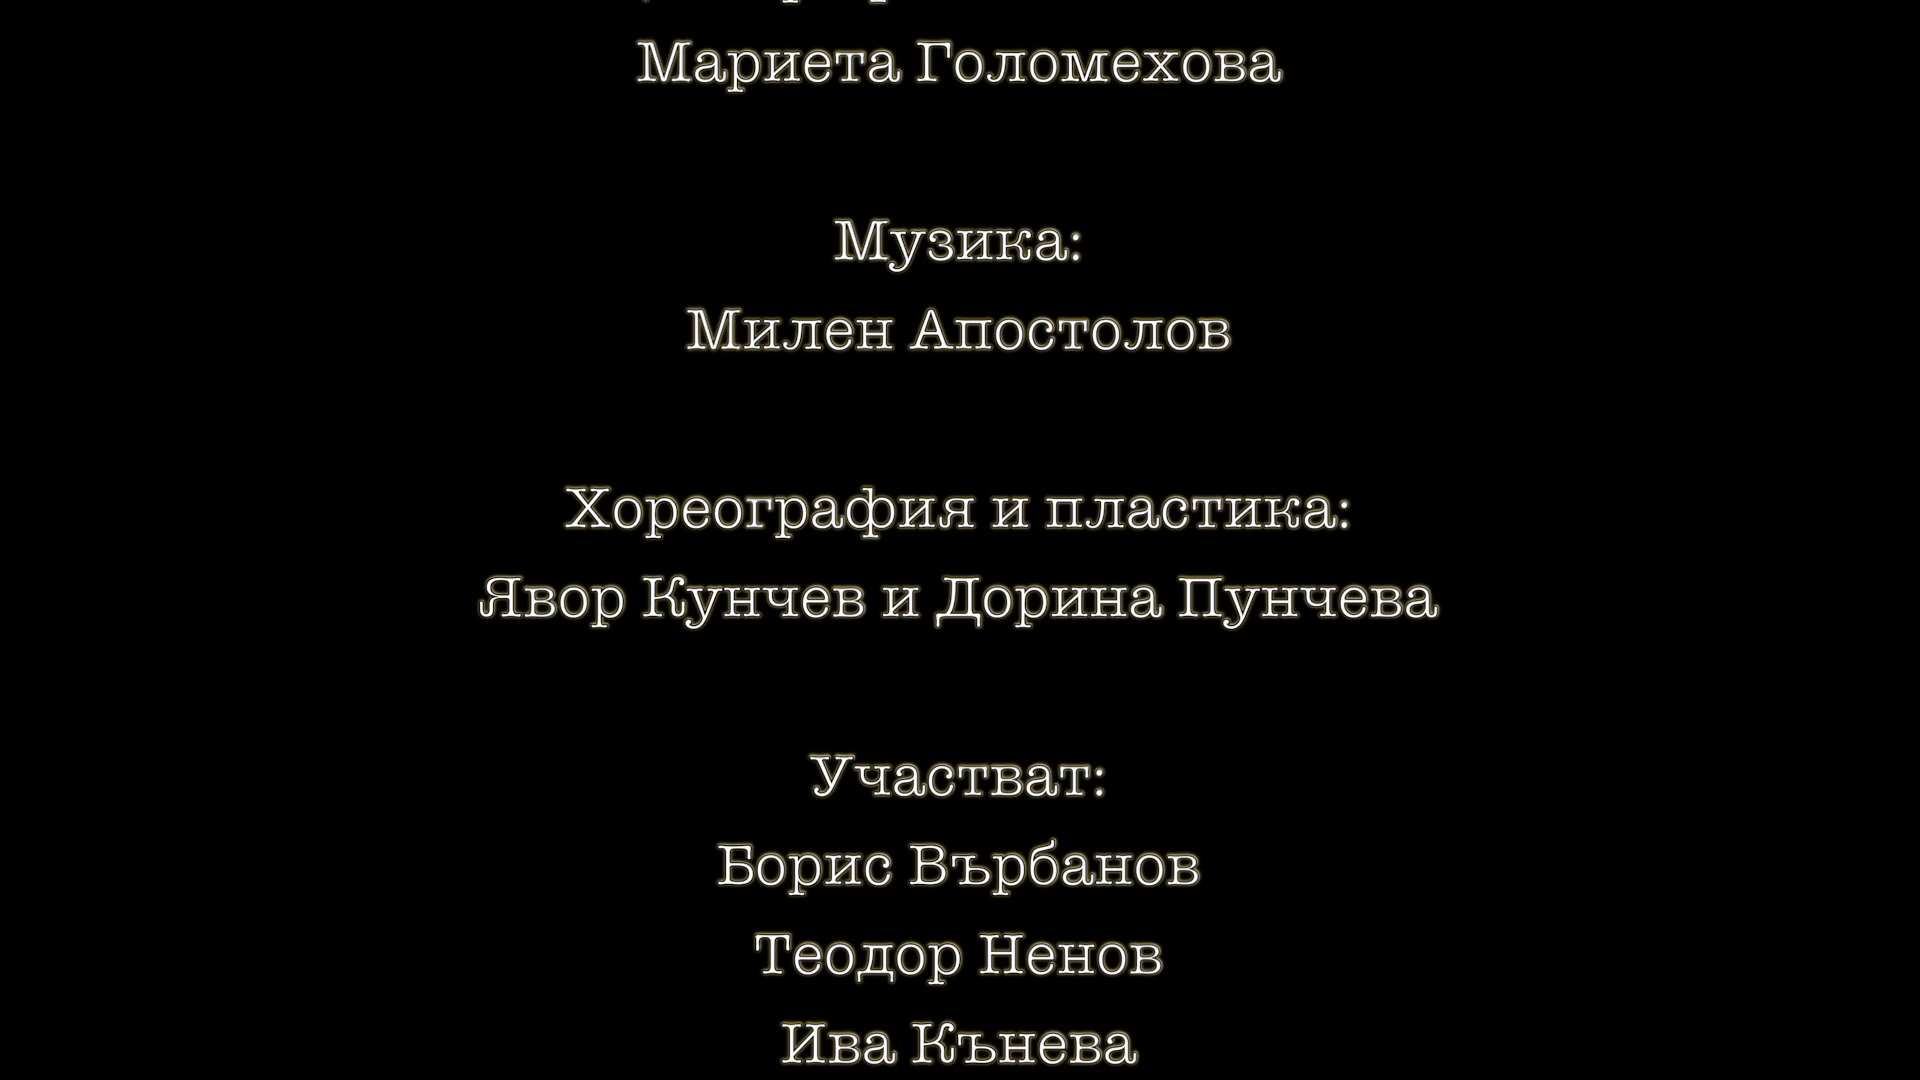 Мариета Голомехова
Музика:
Милен Апостолов
Хореография и пластика:
Явор Кунчев и Дорина Пунчева
Участват:
Борис Върбанов
Теодор Ненов
Ива Кънева